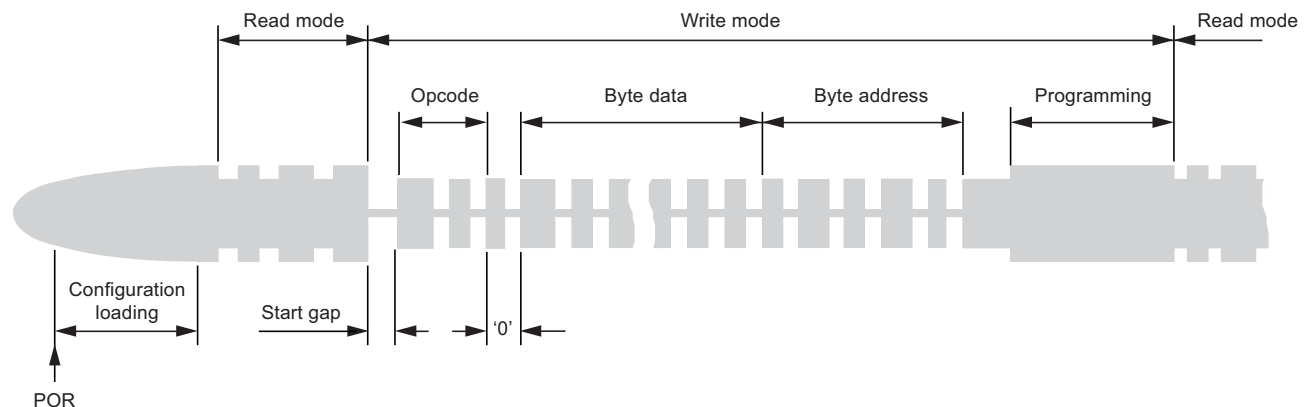 Read mode
Write mode
Read mode
Opcode
Byte data
Byte address
Programming
Configuration
loading
Start gap
‘0’
POR